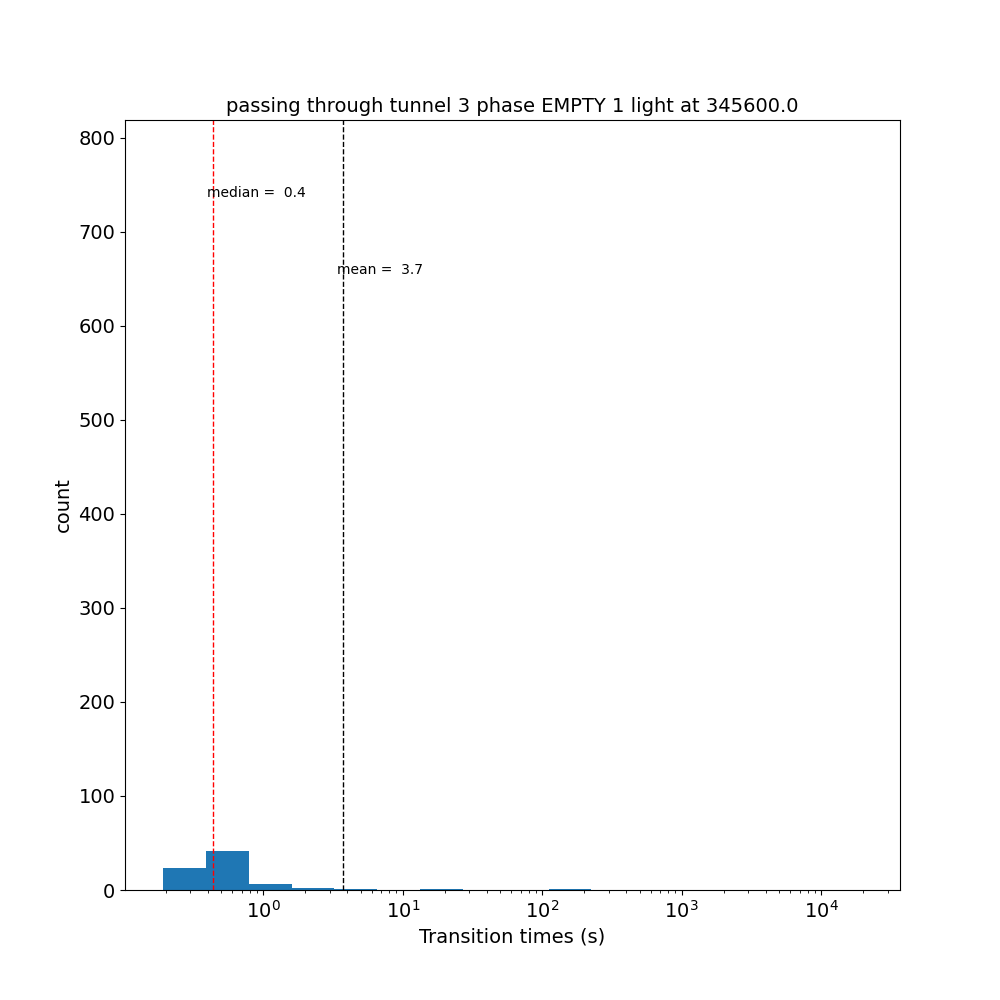 passing through tunnel 3 phase EMPTY 1 light at 345600.0
800
median =  0.4
700
mean =  3.7
600
500
count
400
300
200
100
0
10⁰ 10¹ 10² 10³ 10⁴
Transition times (s)